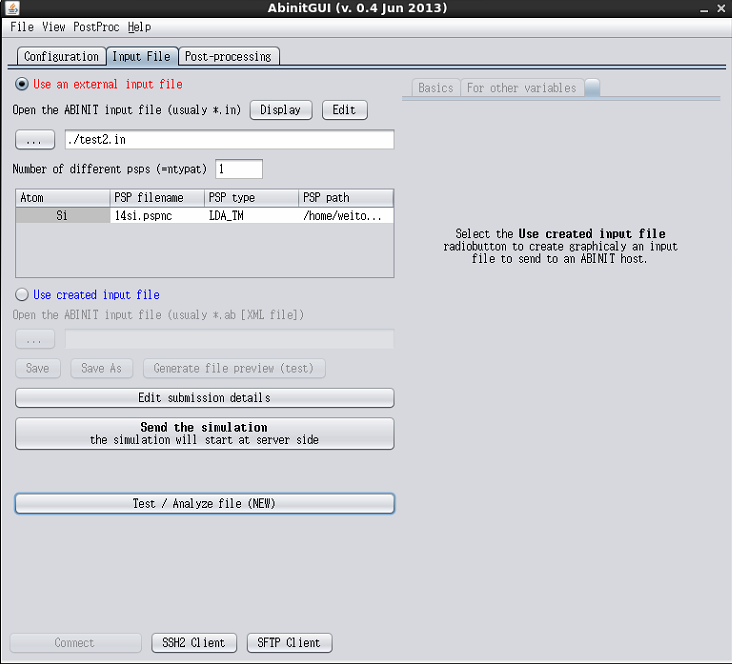 AbinitGUI (v. 0.4 Jun 2013)
File View PostProc Help
Configuration Input File Post-processing
Use an external input file
Basics For other variables
Open the ABINIT input file (usualy *.in) Display Edit
... ./test2.in
Number of different psps (=ntypat) 1
Atom PSP filename PSP type PSP path
Si 14si.pspnc LDA_TM /home/weito...
Select the Use created input file
radiobutton to create graphicaly an input
file to send to an ABINIT host.
Use created input file
Open the ABINIT input file (usualy *.ab [XML file])
...
Save Save As Generate file preview (test)
Edit submission details
Send the simulation
the simulation will start at server side
Test / Analyze file (NEW)
Connect SSH2 Client SFTP Client